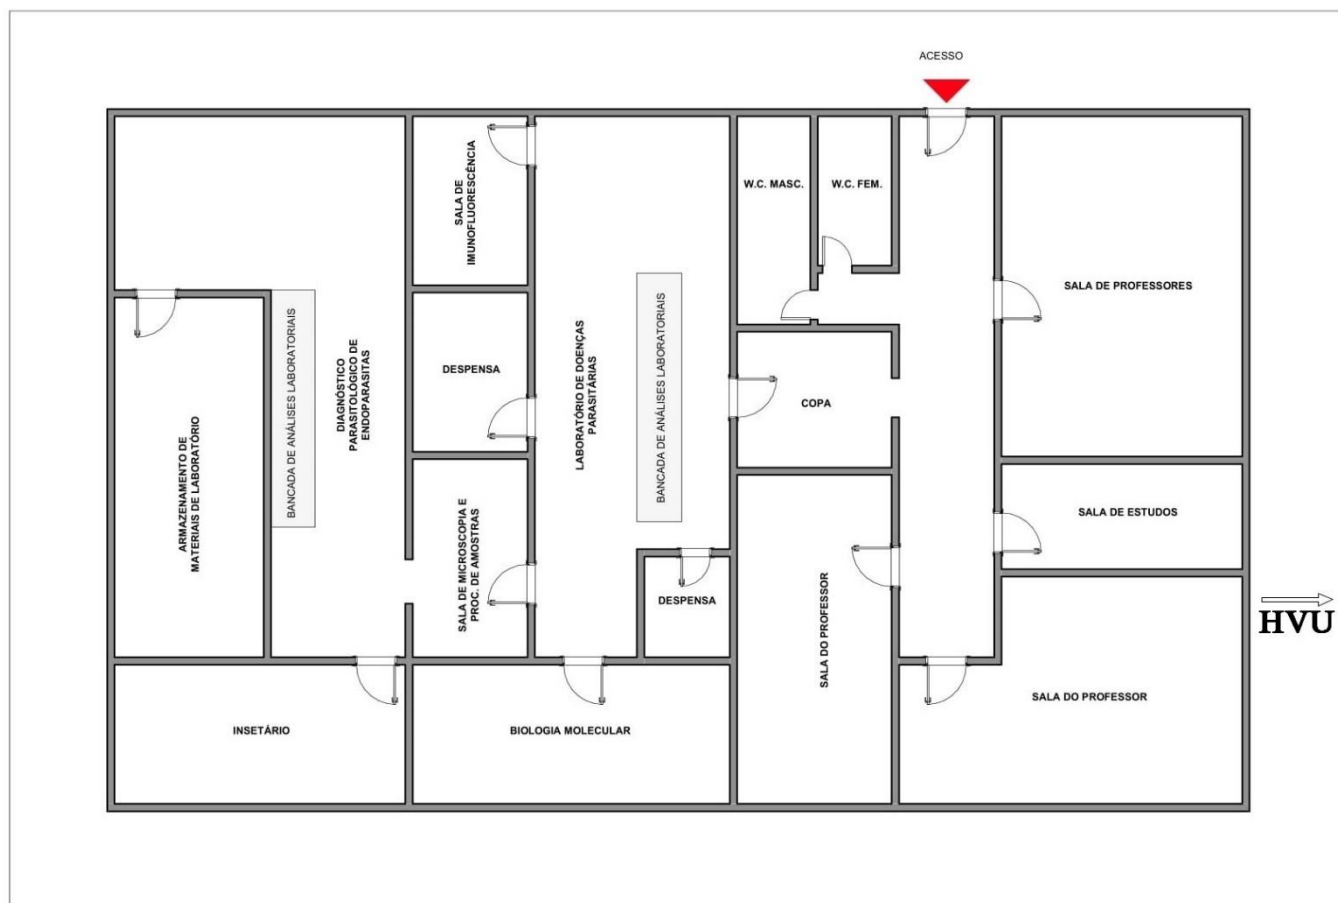 ACESSO
SALA DE
IMUNOFLUORESCÊNCIA
W.C. MASC.
W.C. FEM.
SALA DE PROFESSORES
BANCADA DE ANÁLISES LABORATORIAIS
DIAGNÓSTICO
PARASITOLÓGICO DE
ENDOPARASITAS
DESPENSA
LABORATÓRIO DE DOENÇAS
PARASITÁRIAS
BANCADA DE ANÁLISES LABORATORIAIS
COPA
ARMAZENAMENTO DE
MATERIAIS DE LABORATÓRIO
SALA DE MICROSCOPIA E
PROC. DE AMOSTRAS
SALA DE ESTUDOS
DESPENSA
SALA DO PROFESSOR
HVU
SALA DO PROFESSOR
INSETÁRIO
BIOLOGIA MOLECULAR